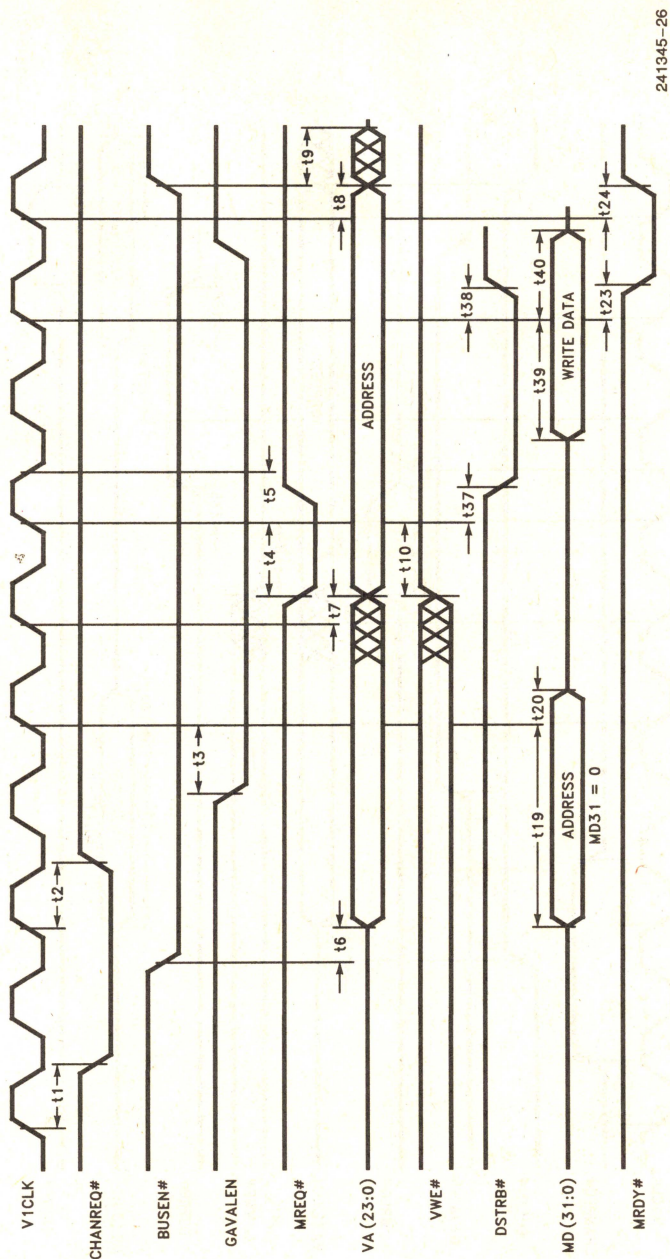 V1CLK
t1
t2
CHANREQ#
BUSEN#
GAVALEN
t3
MREQ#
t4
t5
t6
t7
t8
t9
VA (23:0)
ADDRESS
VWE#
t10
DSTRB#
t37
t38
MD (31:0)
ADDRESS
MD31 = 0
t19
t20
WRITE DATA
t39
t40
MRDY#
t23
t24
241345-26